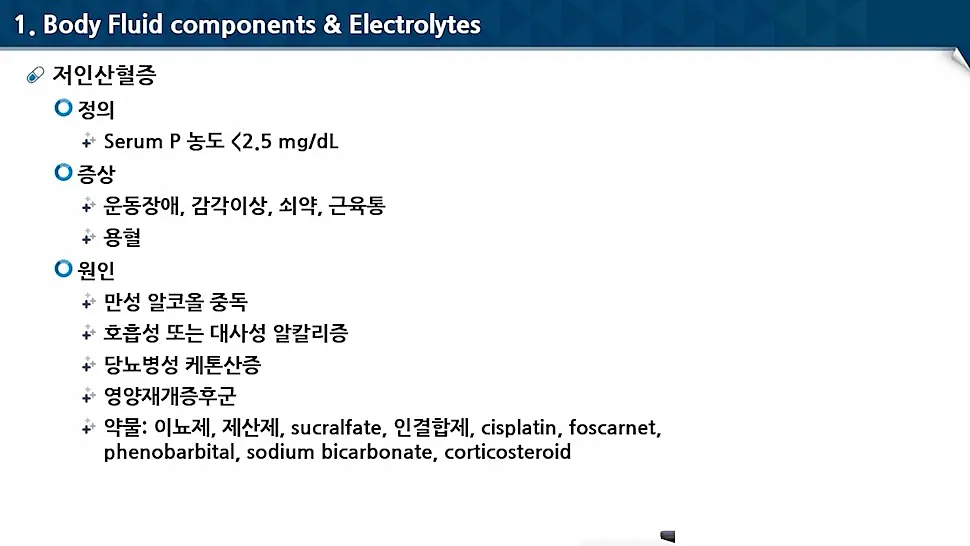 1. Body Fluid components & Electrolytes
저인산혈증
정의
Serum P 농도 <2.5 mg/dL
증상
운동장애, 감각이상, 쇠약, 근육통
용혈
원인
만성 알코올 중독
호흡성 또는 대사성 알칼리증
당뇨병성 케톤산증
영양재개증후군
약물: 이뇨제, 제산제, sucralfate, 인결합제, cisplatin, foscarnet,
phenobarbital, sodium bicarbonate, corticosteroid